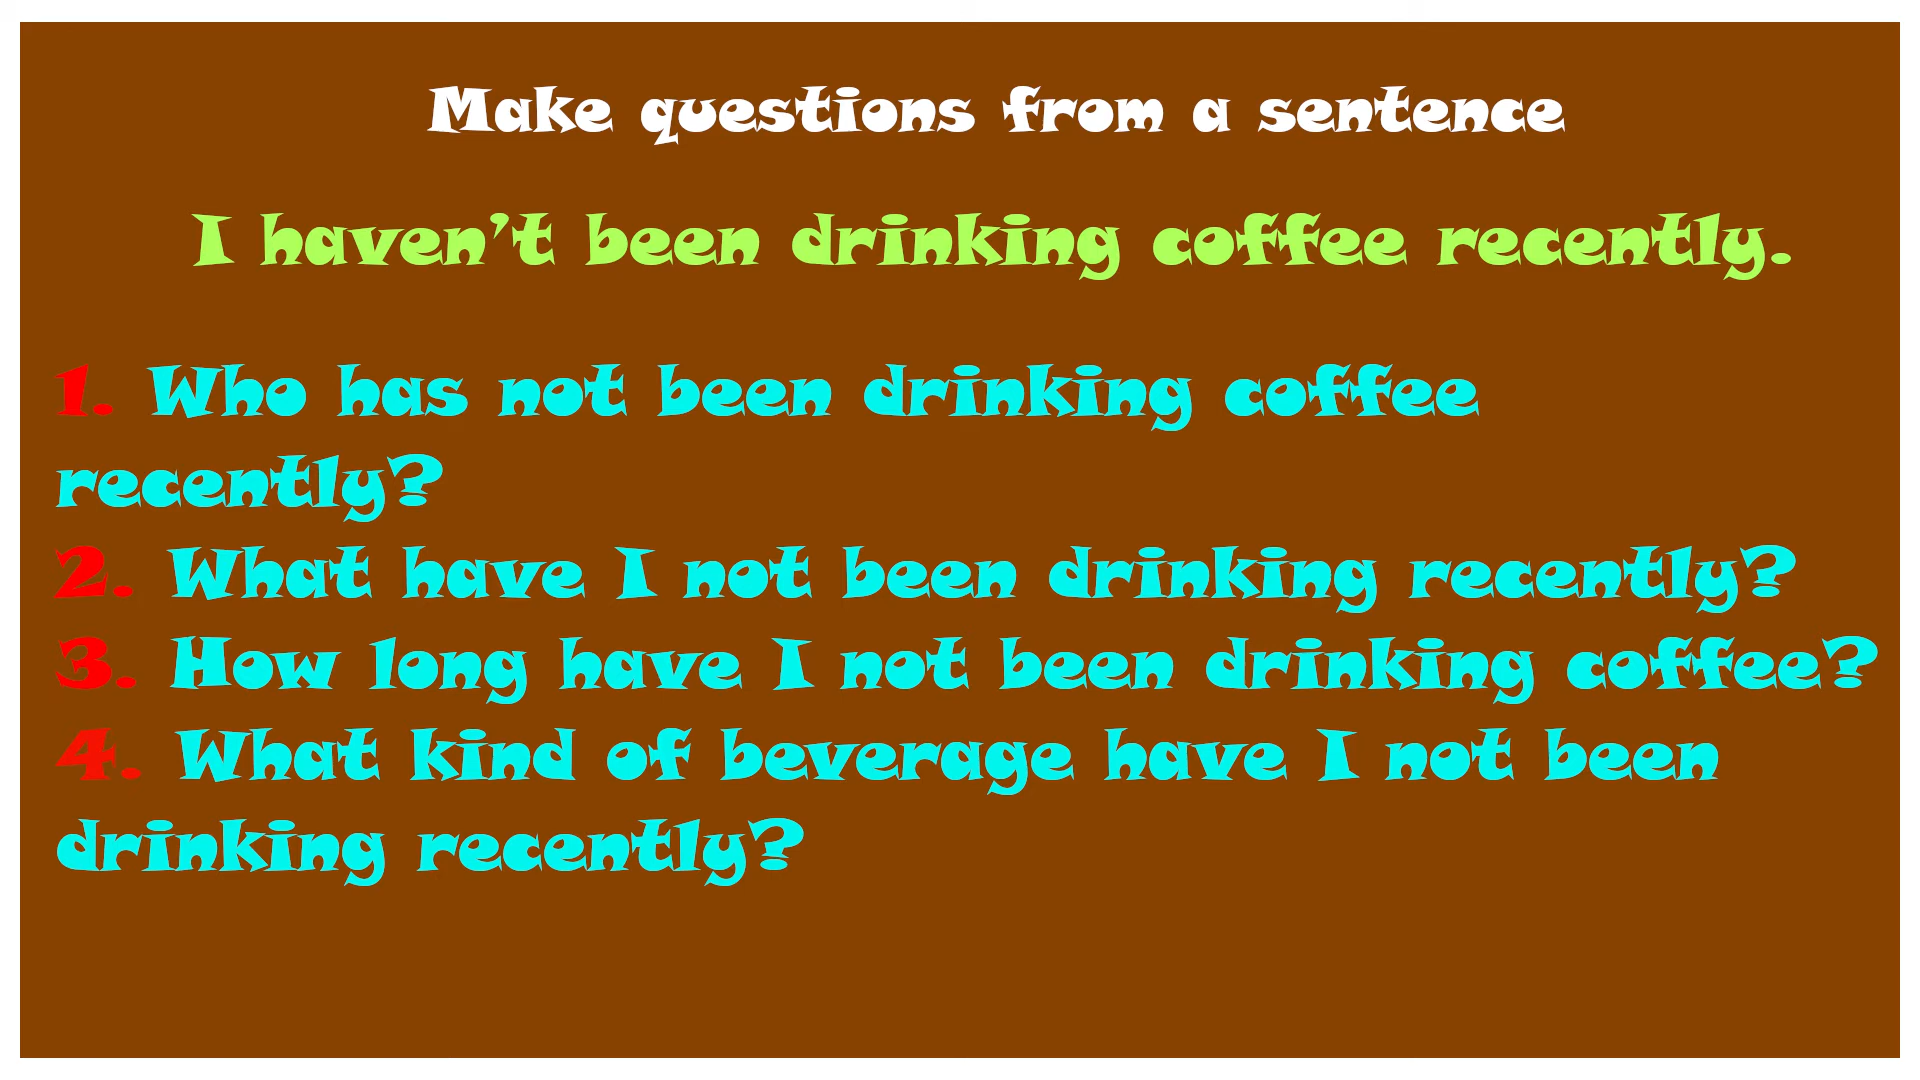 Make questions from a sentence
I haven’t been drinking coffee recently.
1. Who has not been drinking coffee
recently?
2. What have I not been drinking recently?
3. How long have I not been drinking coffee?
4. What kind of beverage have I not been
drinking recently?